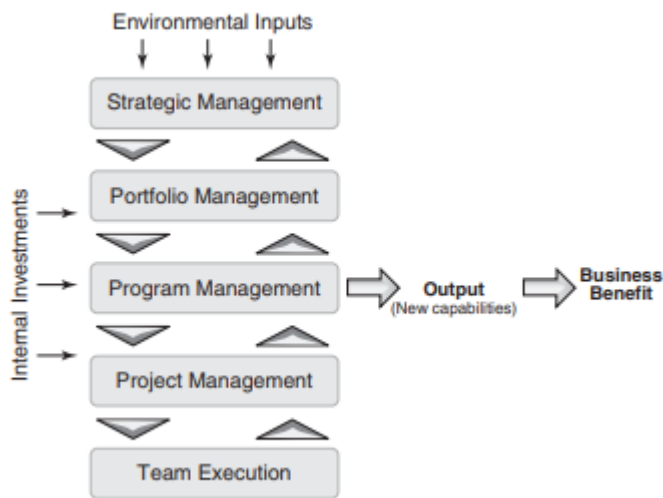 Environmental Inputs
Strategic Management
Portfolio Management
Internal Investments
Program Management
Output
(New capabilities)
Business
Benefit
Project Management
Team Execution